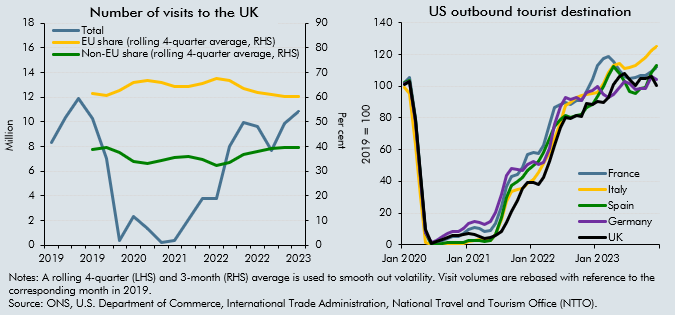 Number of visits to the UK
Total
EU share (rolling 4-quarter average, RHS)
Non-EU share (rolling 4-quarter average, RHS)
18
16
14
12
10
8
6
4
2
0
Million
90
80
70
60
50
40
30
20
10
0
Per cent
2019 2019 2019 2020 2021 2022 2022 2022 2023
US outbound tourist destination
140
120
100
80
60
40
20
0
2019 = 100
France
Italy
Spain
Germany
UK
Jan 2020 Jan 2021 Jan 2022 Jan 2023
Notes: A rolling 4-quarter (LHS) and 3-month (RHS) average is used to smooth out volatility. Visit volumes are rebased with reference to the
corresponding month in 2019.
Source: ONS, U.S. Department of Commerce, International Trade Administration, National Travel and Tourism Office (NTTO).